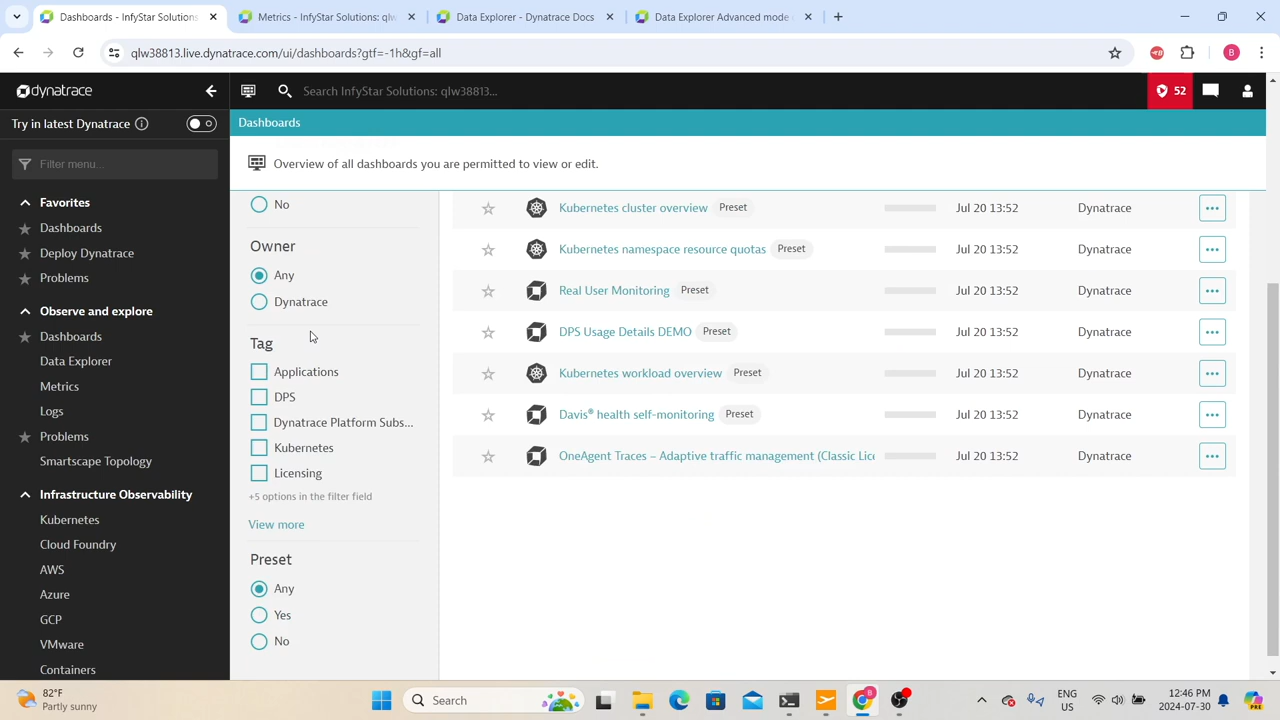 Dashboards - InfyStar Solutions:
Metrics - InfyStar Solutions: qlw
Data Explorer - Dynatrace Docs
Data Explorer Advanced mode
qlw38813.live.dynatrace.com/ui/dashboards?gtf=-1h&gf=all
B
dynatrace
Search InfyStar Solutions: qlw38813...
52
Try in latest Dynatrace
Dashboards
Filter menu...
Overview of all dashboards you are permitted to view or edit.
Favorites
Dashboards
Deploy Dynatrace
Problems
Observe and explore
Dashboards
Data Explorer
Metrics
Logs
Problems
Smartscape Topology
Infrastructure Observability
Kubernetes
Cloud Foundry
AWS
Azure
GCP
VMware
Containers
No
Owner
Any
Dynatrace
Tag
Applications
DPS
Dynatrace Platform Subs...
Kubernetes
Licensing
+5 options in the filter field
View more
Preset
Any
Yes
No
Kubernetes cluster overview Preset Jul 20 13:52 Dynatrace
Kubernetes namespace resource quotas Preset Jul 20 13:52 Dynatrace
Real User Monitoring Preset Jul 20 13:52 Dynatrace
DPS Usage Details DEMO Preset Jul 20 13:52 Dynatrace
Kubernetes workload overview Preset Jul 20 13:52 Dynatrace
Davis® health self-monitoring Preset Jul 20 13:52 Dynatrace
OneAgent Traces – Adaptive traffic management (Classic Lice Jul 20 13:52 Dynatrace
82°F
Partly sunny
Search
B
ENG
US
12:46 PM
2024-07-30
PRE